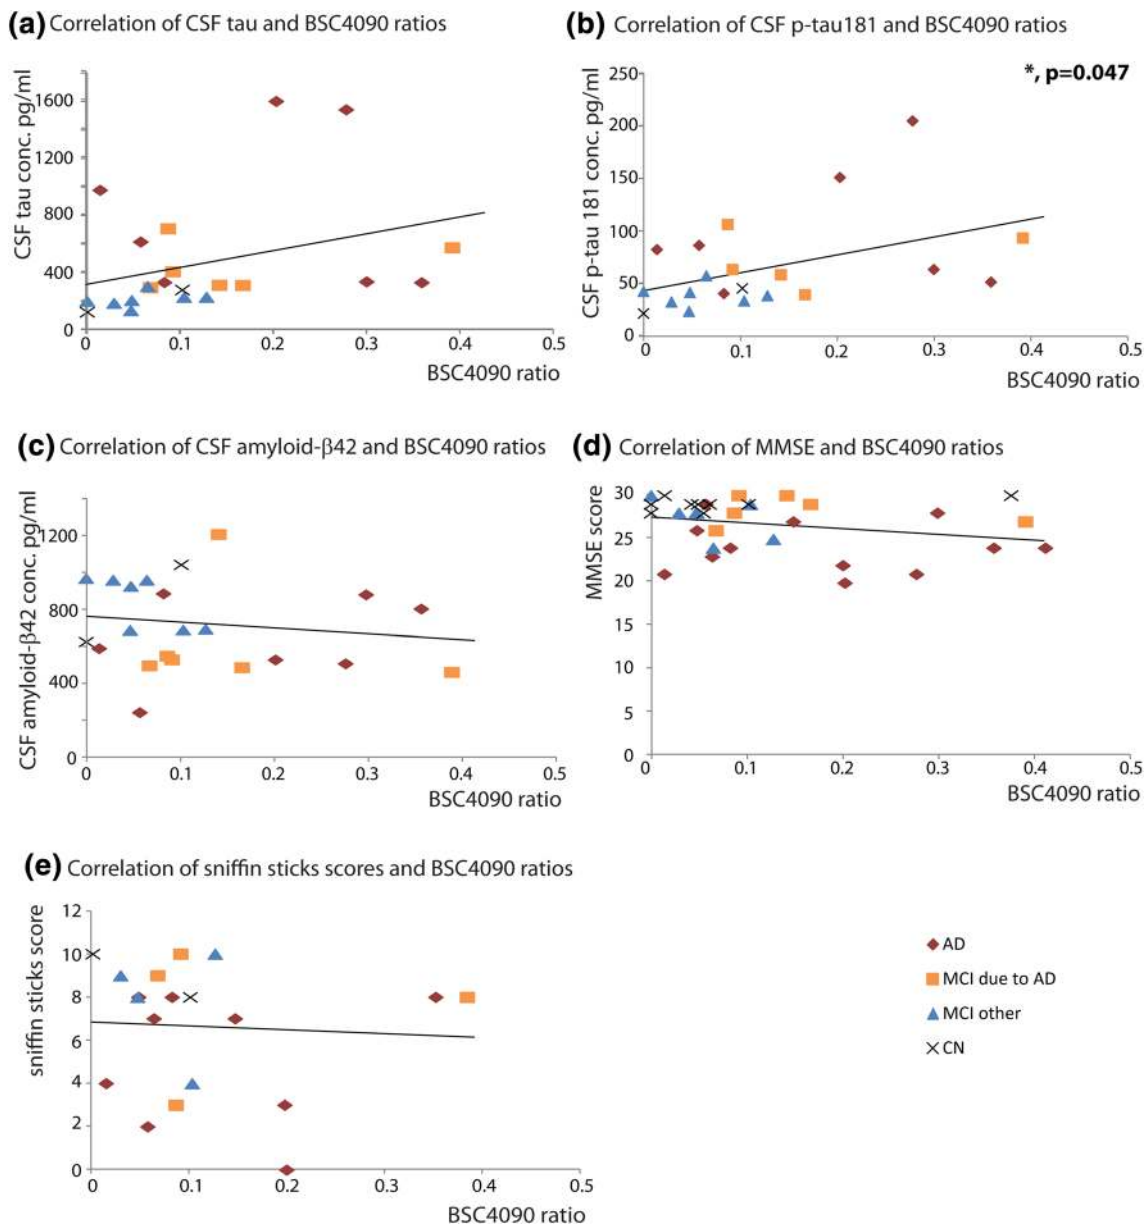 (a) Correlation of CSF tau and BSC4090 ratios
CSF tau conc. pg/ml
1600
1200
800
400
0
0 0.1 0.2 0.3 0.4 0.5
BSC4090 ratio
(b) Correlation of CSF p-tau181 and BSC4090 ratios
*, p=0.047
CSF p-tau 181 conc. pg/ml
250
200
150
100
50
0
0 0.1 0.2 0.3 0.4 0.5
BSC4090 ratio
(c) Correlation of CSF amyloid-β42 and BSC4090 ratios
CSF amyloid-β42 conc. pg/ml
1200
800
400
0
0 0.1 0.2 0.3 0.4 0.5
BSC4090 ratio
(d) Correlation of MMSE and BSC4090 ratios
MMSE score
30
25
20
15
10
5
0
0 0.1 0.2 0.3 0.4 0.5
BSC4090 ratio
(e) Correlation of sniffin sticks scores and BSC4090 ratios
sniffin sticks score
12
10
8
6
4
2
0
0 0.1 0.2 0.3 0.4 0.5
BSC4090 ratio
AD
MCI due to AD
MCI other
CN